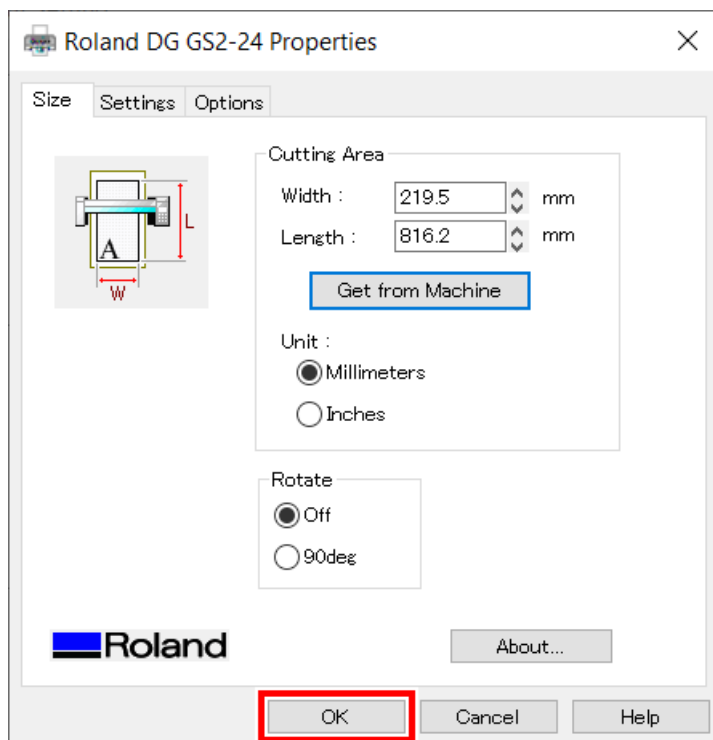 Roland DG GS2-24 Properties
Size Settings Options
Cutting Area
Width : 219.5 mm
Length : 816.2 mm
Get from Machine
Unit :
Millimeters
Inches
Rotate
Off
90deg
L
A
W
Roland
About...
OK Cancel Help